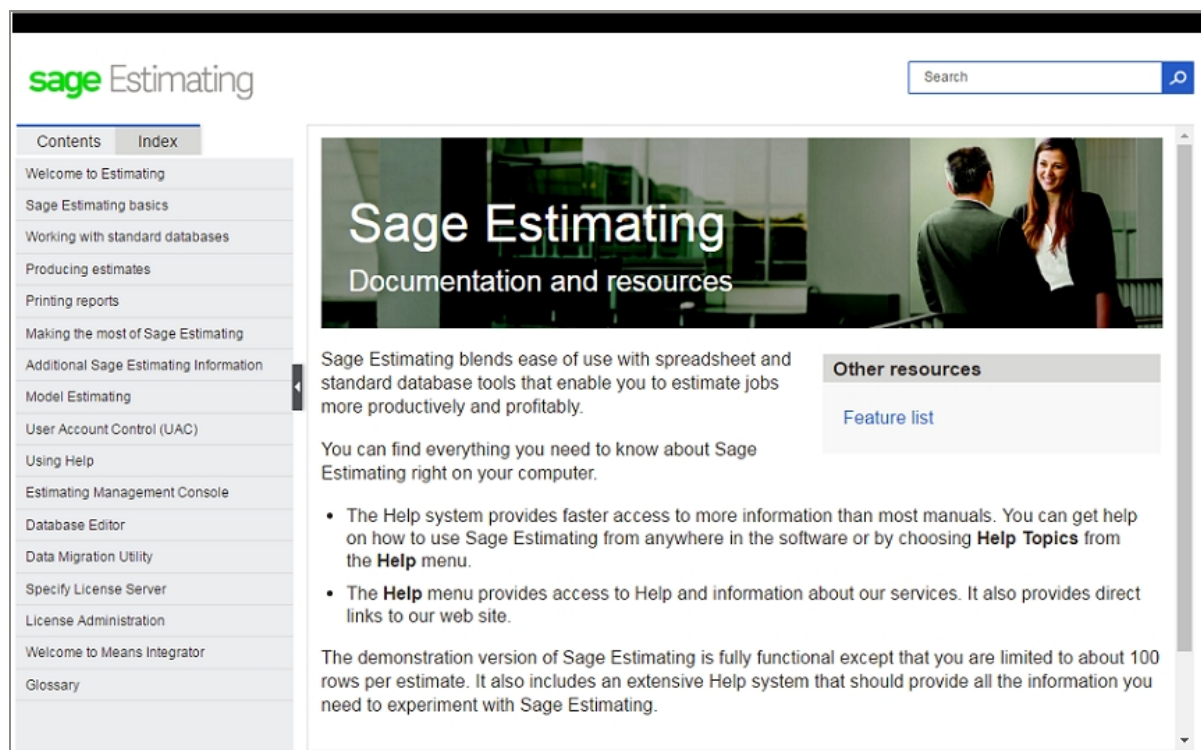 sage Estimating
Search
Contents Index
Welcome to Estimating
Sage Estimating basics
Working with standard databases
Producing estimates
Printing reports
Making the most of Sage Estimating
Additional Sage Estimating Information
Model Estimating
User Account Control (UAC)
Using Help
Estimating Management Console
Database Editor
Data Migration Utility
Specify License Server
License Administration
Welcome to Means Integrator
Glossary
Sage Estimating
Documentation and resources
Sage Estimating blends ease of use with spreadsheet and
standard database tools that enable you to estimate jobs
more productively and profitably.
You can find everything you need to know about Sage
Estimating right on your computer.
Other resources
Feature list
• The Help system provides faster access to more information than most manuals. You can get help
on how to use Sage Estimating from anywhere in the software or by choosing Help Topics from
the Help menu.
• The Help menu provides access to Help and information about our services. It also provides direct
links to our web site.
The demonstration version of Sage Estimating is fully functional except that you are limited to about 100
rows per estimate. It also includes an extensive Help system that should provide all the information you
need to experiment with Sage Estimating.